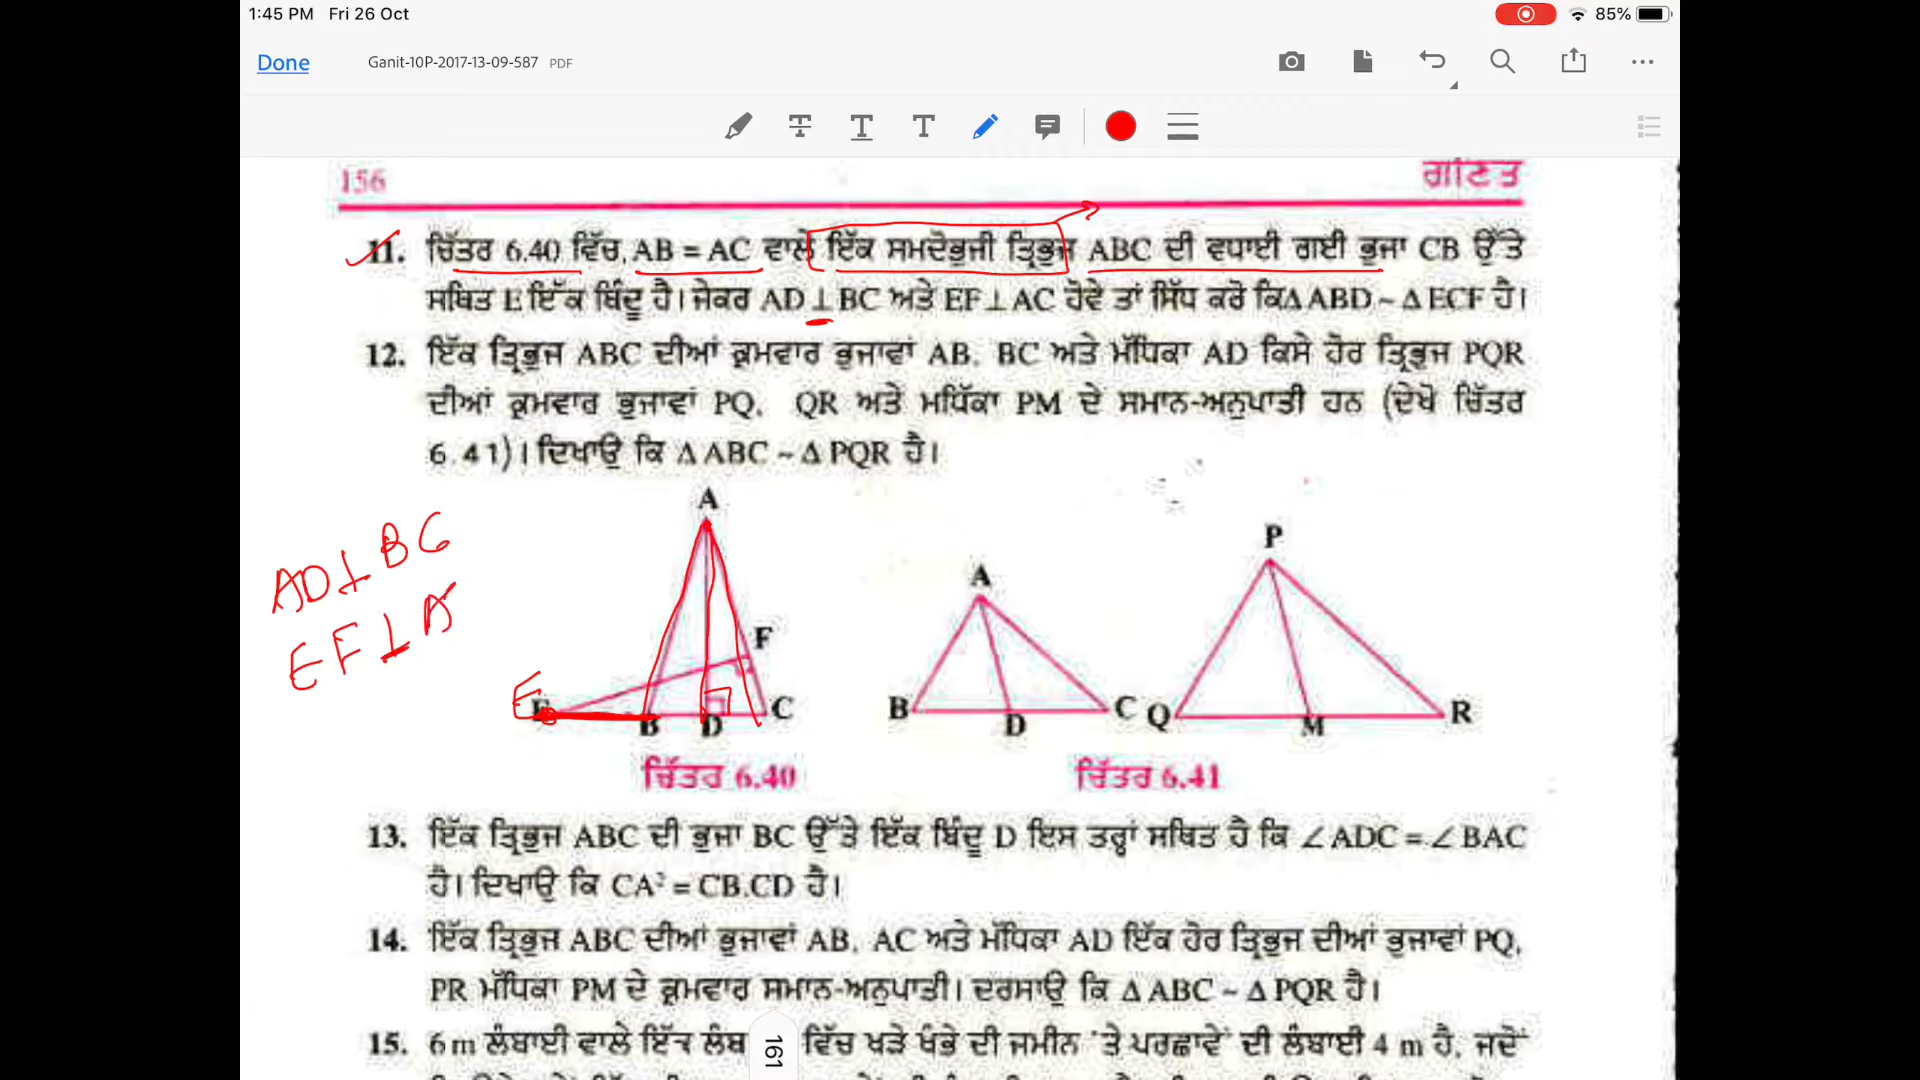 1:45 PM Fri 26 Oct
85%
Done
Ganit-10P-2017-13-09-587 PDF
156
ਗਣਿਤ
11. ਚਿੱਤਰ 6.40 ਵਿੱਚ, AB = AC ਵਾਲੇ ਇੱਕ ਸਮਦੋਭੁਜੀ ਤ੍ਰਿਭੁਜ ABC ਦੀ ਵਧਾਈ ਗਈ ਭੁਜਾ CB ਉੱਤੇ
ਸਥਿਤ E ਇੱਕ ਬਿੰਦੂ ਹੈ। ਜੇਕਰ AD ⊥ BC ਅਤੇ EF ⊥ AC ਹੋਵੇ ਤਾਂ ਸਿੱਧ ਕਰੋ ਕਿ Δ ABD ~ Δ ECF ਹੈ।
12. ਇੱਕ ਤ੍ਰਿਭੁਜ ABC ਦੀਆਂ ਕ੍ਰਮਵਾਰ ਭੁਜਾਵਾਂ AB, BC ਅਤੇ ਮੱਧਿਕਾ AD ਕਿਸੇ ਹੋਰ ਤ੍ਰਿਭੁਜ PQR
ਦੀਆਂ ਕ੍ਰਮਵਾਰ ਭੁਜਾਵਾਂ PQ, QR ਅਤੇ ਮਧਿੱਕਾ PM ਦੇ ਸਮਾਨ-ਅਨੁਪਾਤੀ ਹਨ (ਦੇਖੋ ਚਿੱਤਰ
6.41)। ਦਿਖਾਉ ਕਿ Δ ABC ~ Δ PQR ਹੈ।
AD⊥BC
EF⊥A
A
F
E
E
B
D
C
A
B
D
C
P
Q
M
R
ਚਿੱਤਰ 6.40
ਚਿੱਤਰ 6.41
13. ਇੱਕ ਤ੍ਰਿਭੁਜ ABC ਦੀ ਭੁਜਾ BC ਉੱਤੇ ਇੱਕ ਬਿੰਦੂ D ਇਸ ਤਰ੍ਹਾਂ ਸਥਿਤ ਹੈ ਕਿ ∠ ADC = ∠ BAC
ਹੈ। ਦਿਖਾਉ ਕਿ CA² = CB.CD ਹੈ।
14. ਇੱਕ ਤ੍ਰਿਭੁਜ ABC ਦੀਆਂ ਭੁਜਾਵਾਂ AB, AC ਅਤੇ ਮੱਧਿਕਾ AD ਇੱਕ ਹੋਰ ਤ੍ਰਿਭੁਜ ਦੀਆਂ ਭੁਜਾਵਾਂ PQ,
PR ਮੱਧਿਕਾ PM ਦੇ ਕ੍ਰਮਵਾਰ ਸਮਾਨ-ਅਨੁਪਾਤੀ। ਦਰਸਾਉ ਕਿ Δ ABC ~ Δ PQR ਹੈ।
15. 6 m ਲੰਬਾਈ ਵਾਲੇ ਇੱਕ ਲੰਬ ਵਿੱਚ ਖੜੇ ਖੰਭੇ ਦੀ ਜਮੀਨ 'ਤੇ ਪਰਛਾਵੇਂ ਦੀ ਲੰਬਾਈ 4 m ਹੈ, ਜਦੋਂ
161